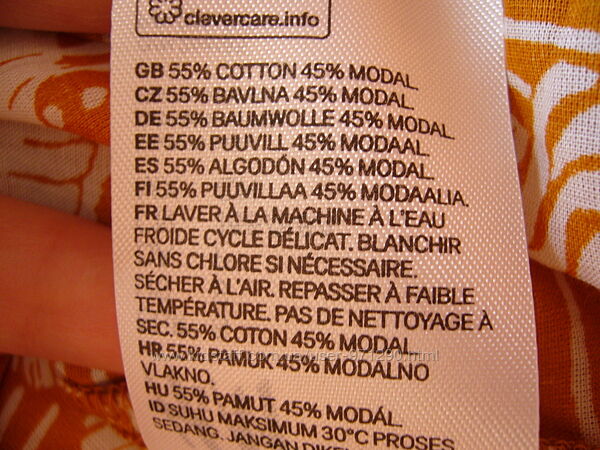 clevercare.info
GB 55% COTTON 45% MODAL
CZ 55% BAVLNA 45% MODAL
DE 55% BAUMWOLLE 45% MODAL
EE 55% PUUVILL 45% MODAAL
ES 55% ALGODÓN 45% MODAL
FI 55% PUUVILLAA 45% MODAALIA.
FR LAVER À LA MACHINE À L'EAU
FROIDE CYCLE DÉLICAT. BLANCHIR
SANS CHLORE SI NÉCESSAIRE.
SÉCHER À L'AIR. REPASSER À FAIBLE
TEMPÉRATURE. PAS DE NETTOYAGE À
SEC. 55% COTON 45% MODAL
HR 55% PAMUK 45% MODALNO
VLAKNO.
HU 55% PAMUT 45% MODÁL
ID SUHU MAKSIMUM 30°C PROSES
SEDANG. JANGAN